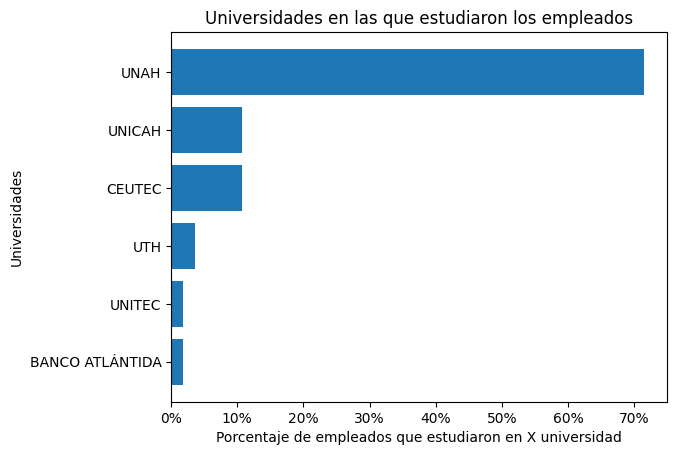 Universidades en las que estudiaron los empleados
Universidades
UNAH
UNICAH
CEUTEC
UTH
UNITEC
BANCO ATLÁNTIDA
0% 10% 20% 30% 40% 50% 60% 70%
Porcentaje de empleados que estudiaron en X universidad